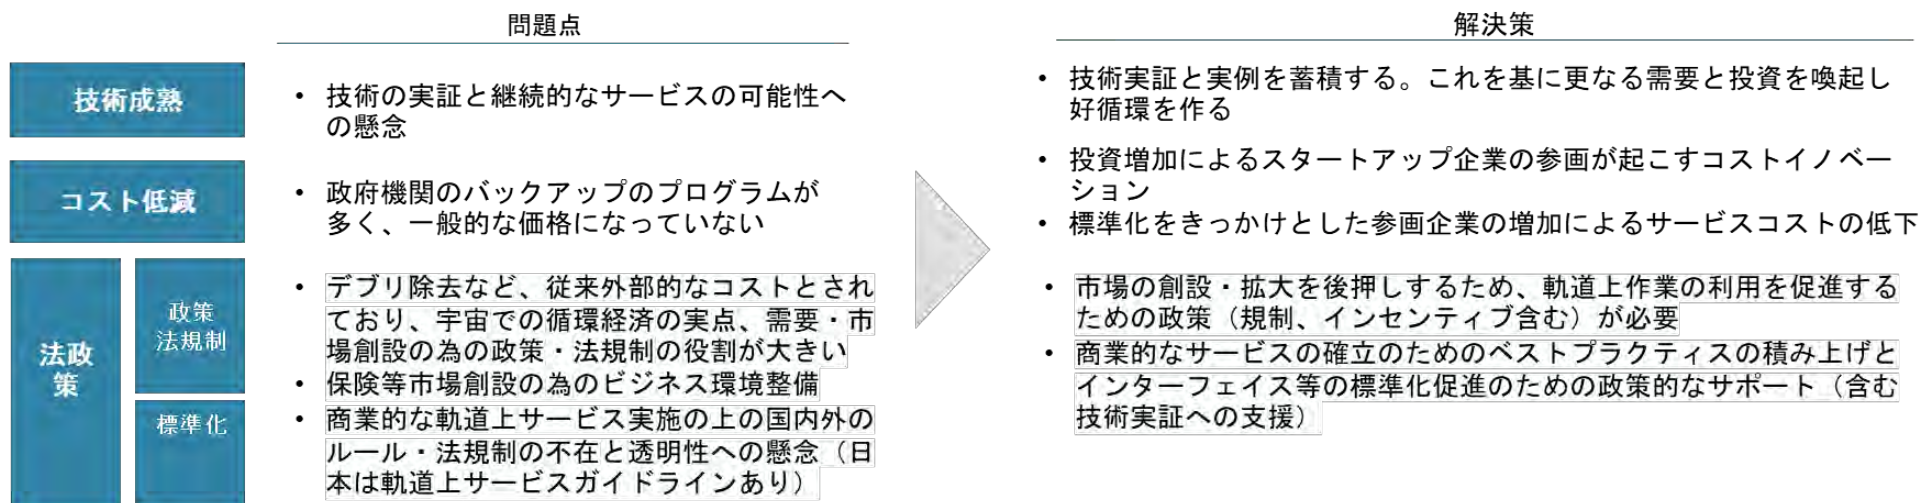 問題点
解決策
技術成熟
• 技術の実証と継続的なサービスの可能性へ
の懸念
• 技術実証と実例を蓄積する。これを基に更なる需要と投資を喚起し
好循環を作る
コスト低減
• 政府機関のバックアップのプログラムが
多く、一般的な価格になっていない
• 投資増加によるスタートアップ企業の参画が起こすコストイノベー
ション
• 標準化をきっかけとした参画企業の増加によるサービスコストの低下
法政
策
政策
法規制
標準化
• デブリ除去など、従来外部的なコストとされ
ており、宇宙での循環経済の実点、需要・市
場創設の為の政策・法規制の役割が大きい
• 保険等市場創設の為のビジネス環境整備
• 商業的な軌道上サービス実施の上の国内外の
ルール・法規制の不在と透明性への懸念（日
本は軌道上サービスガイドラインあり）
• 市場の創設・拡大を後押しするため、軌道上作業の利用を促進する
ための政策（規制、インセンティブ含む）が必要
• 商業的なサービスの確立のためのベストプラクティスの積み上げと
インターフェイス等の標準化促進のための政策的なサポート（含む
技術実証への支援）